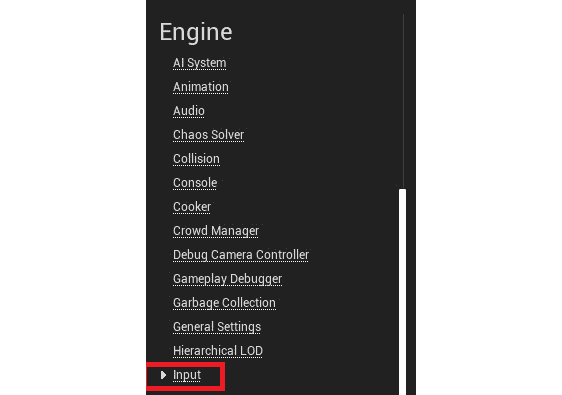 Engine
AI System
Animation
Audio
Chaos Solver
Collision
Console
Cooker
Crowd Manager
Debug Camera Controller
Gameplay Debugger
Garbage Collection
General Settings
Hierarchical LOD
Input